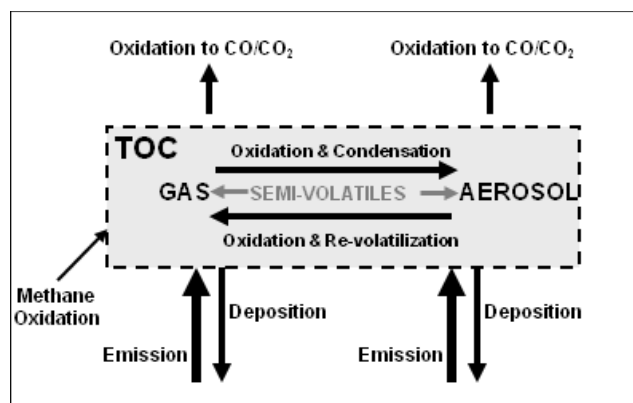 Oxidation to CO/CO₂
Oxidation to CO/CO₂
TOC
Oxidation & Condensation
GAS
SEMI-VOLATILES
AEROSOL
Oxidation & Re-volatilization
Methane
Oxidation
Deposition
Deposition
Emission
Emission